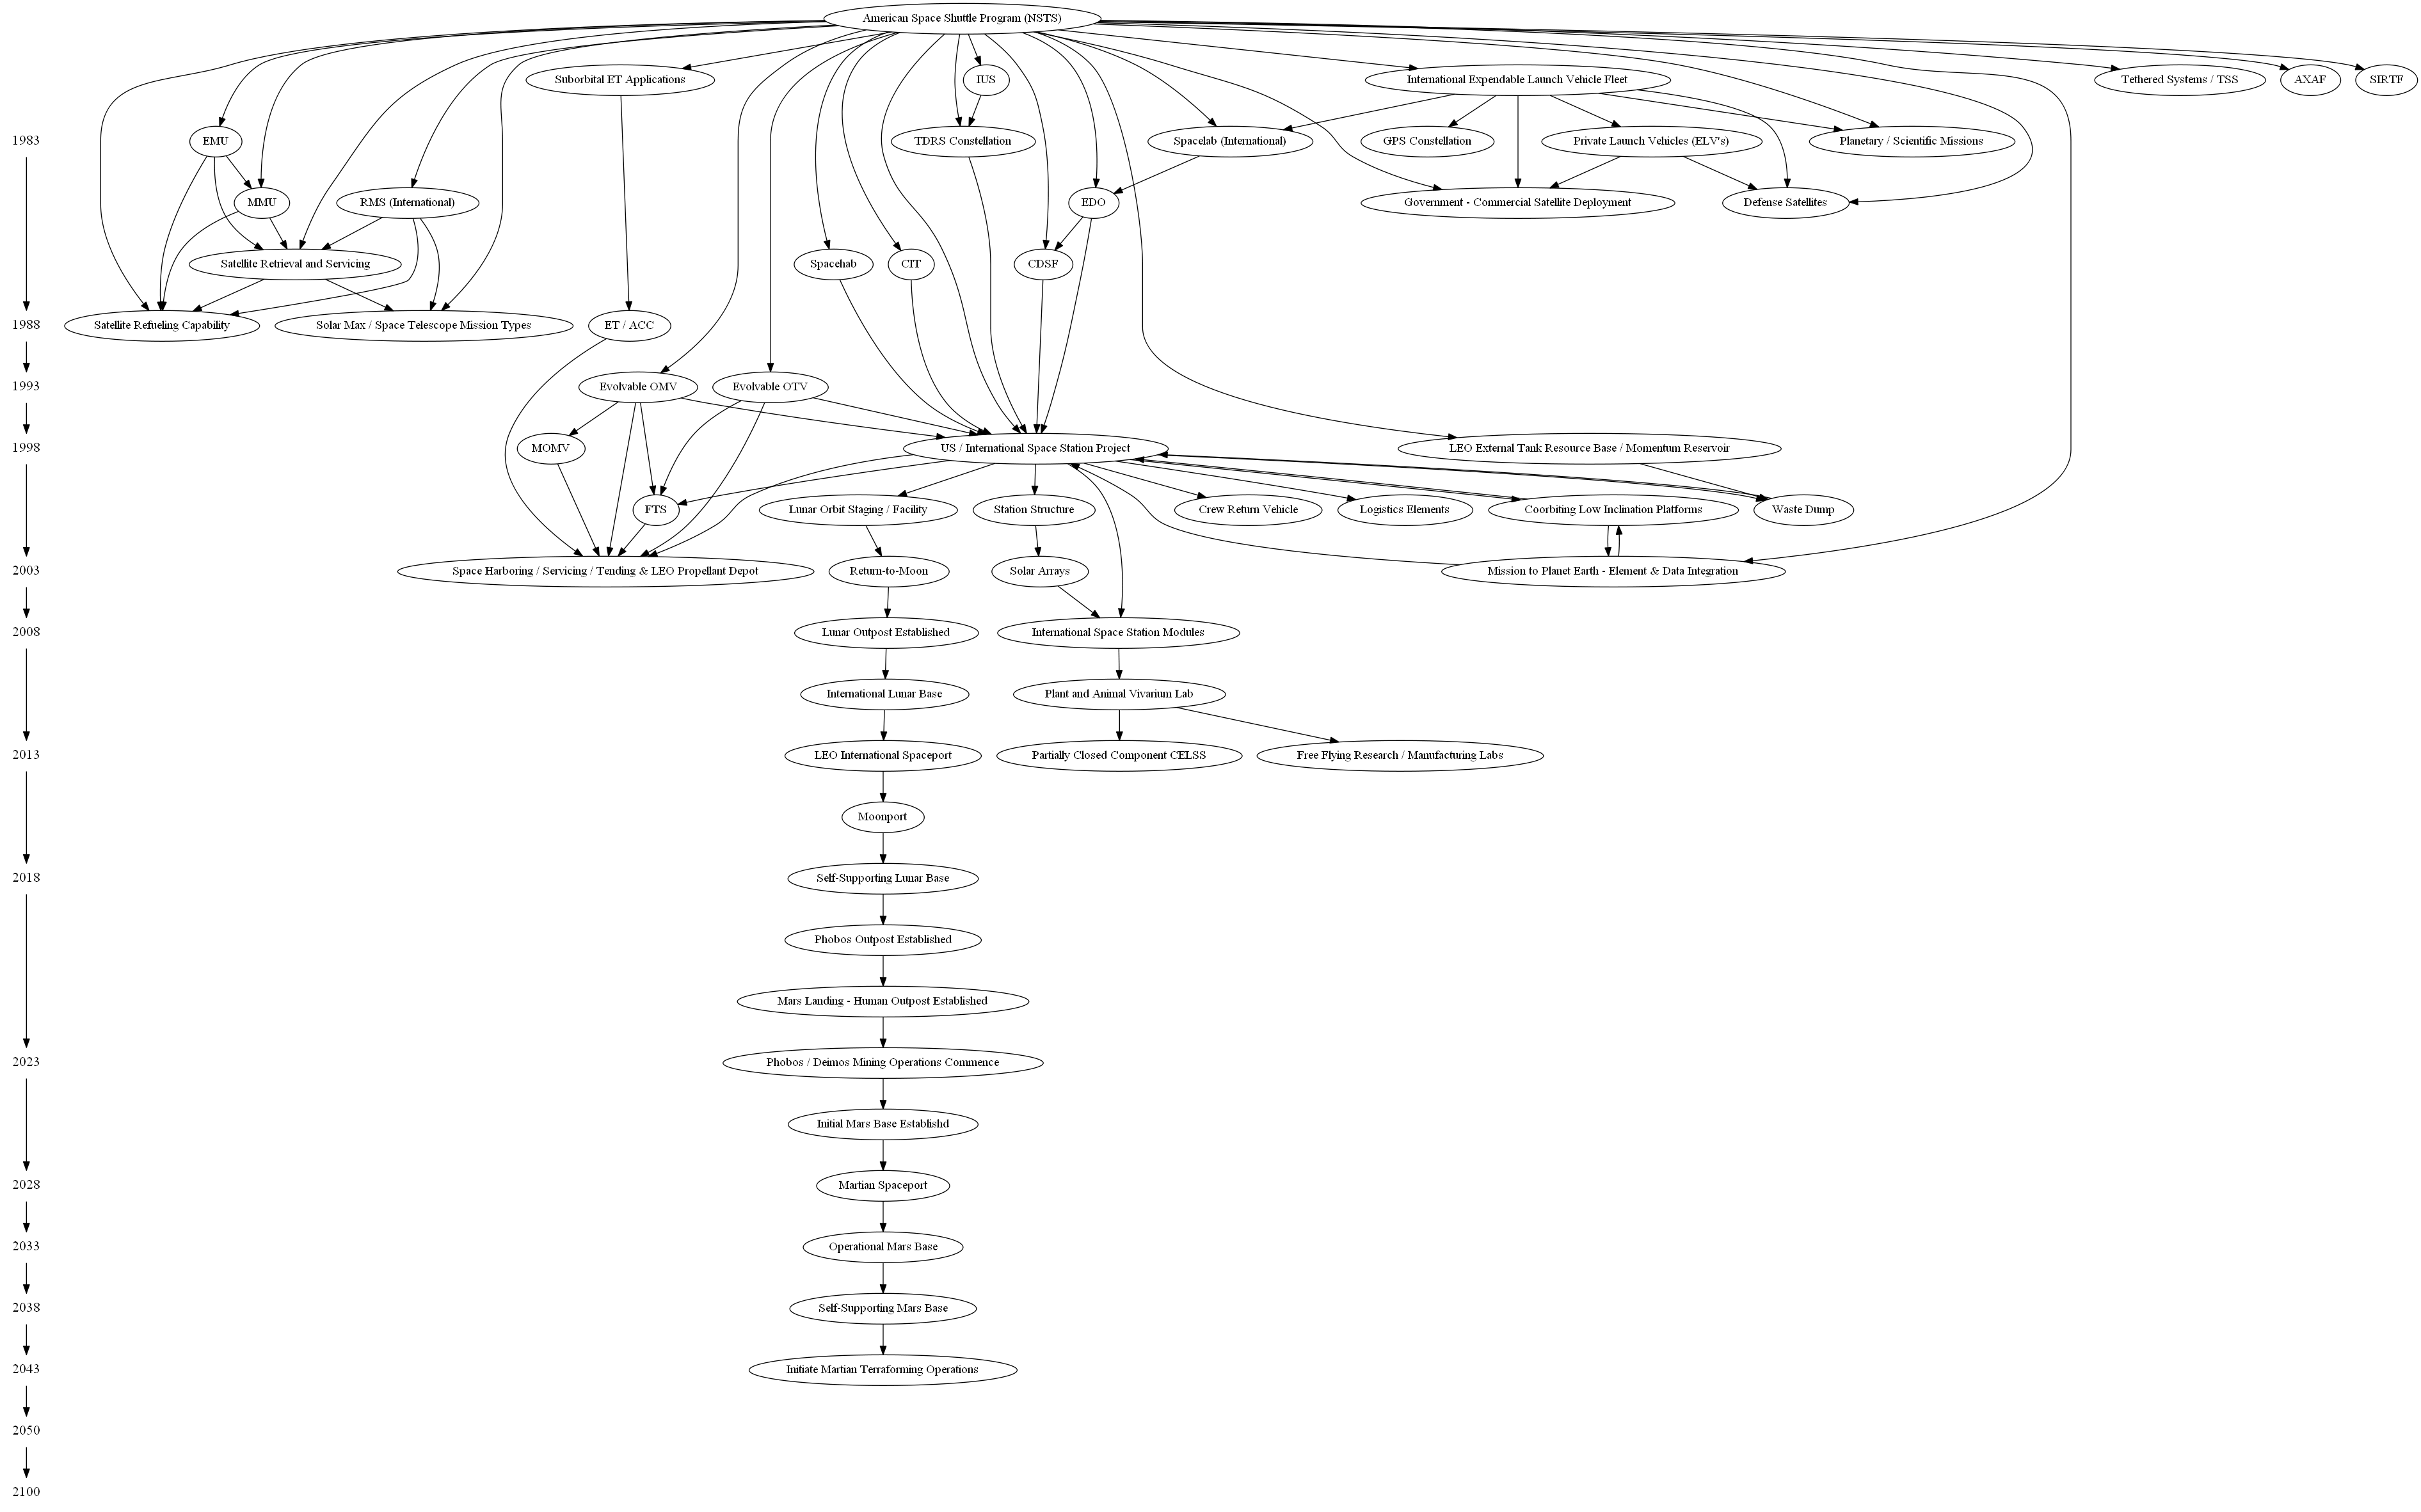 American Space Shuttle Program (NSTS)
Suborbital ET Applications
IUS
International Expendable Launch Vehicle Fleet
Tethered Systems / TSS
AXAF
SIRTF
1983
EMU
TDRS Constellation
Spacelab (International)
GPS Constellation
Private Launch Vehicles (ELV's)
Planetary / Scientific Missions
MMU
RMS (International)
EDO
Government - Commercial Satellite Deployment
Defense Satellites
Satellite Retrieval and Servicing
Spacehab
CIT
CDSF
1988
Satellite Refueling Capability
Solar Max / Space Telescope Mission Types
ET / ACC
1993
Evolvable OMV
Evolvable OTV
1998
MOMV
US / International Space Station Project
LEO External Tank Resource Base / Momentum Reservoir
FTS
Lunar Orbit Staging / Facility
Station Structure
Crew Return Vehicle
Logistics Elements
Coorbiting Low Inclination Platforms
Waste Dump
2003
Space Harboring / Servicing / Tending & LEO Propellant Depot
Return-to-Moon
Solar Arrays
Mission to Planet Earth - Element & Data Integration
2008
Lunar Outpost Established
International Space Station Modules
International Lunar Base
Plant and Animal Vivarium Lab
2013
LEO International Spaceport
Partially Closed Component CELSS
Free Flying Research / Manufacturing Labs
Moonport
2018
Self-Supporting Lunar Base
Phobos Outpost Established
Mars Landing - Human Outpost Established
2023
Phobos / Deimos Mining Operations Commence
Initial Mars Base Establishd
2028
Martian Spaceport
2033
Operational Mars Base
2038
Self-Supporting Mars Base
2043
Initiate Martian Terraforming Operations
2050
2100